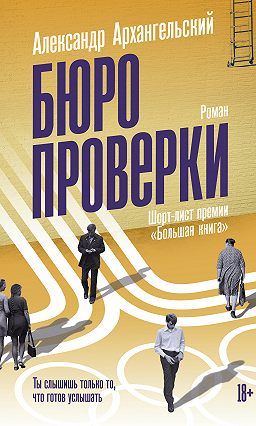 Александр Архангельский
БЮРО
Роман
ПРОВЕРКИ
Шорт-лист премии
«Большая книга»
Ты слышишь только то,
что готов услышать
18+